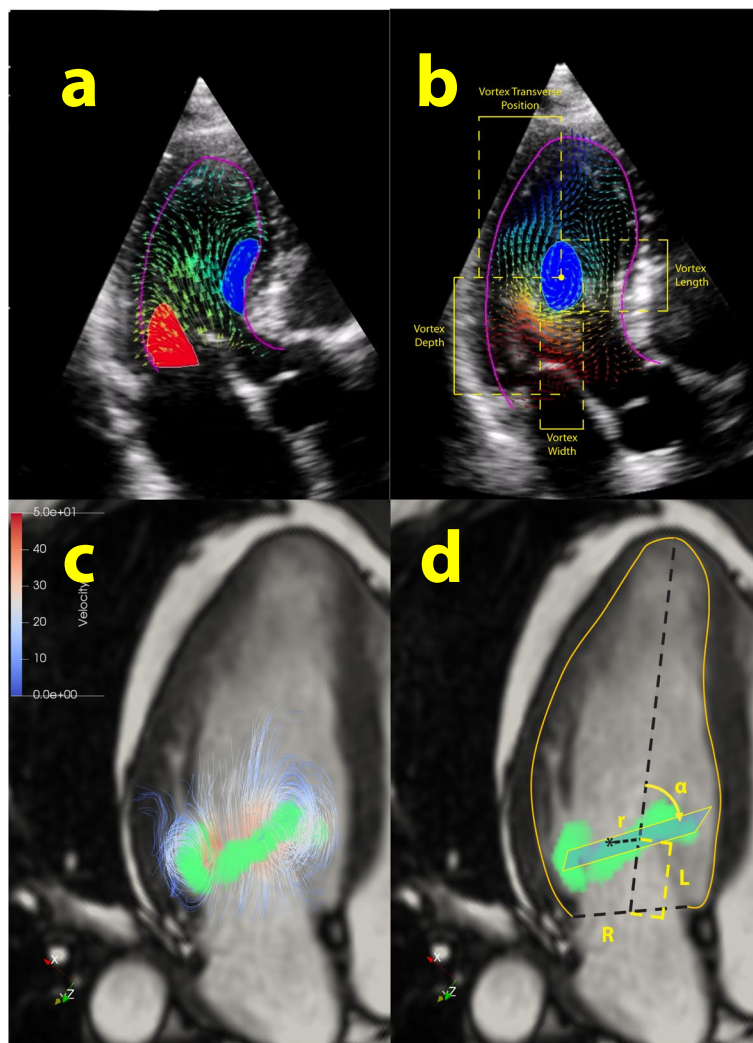 a
b
Vortex Transverse
Position
Vortex
Length
Vortex
Depth
Vortex
Width
c
5.0e+01
40
30
20
10
0.0e+00
Velocity
X
Z
d
α
r
L
R
X
Z